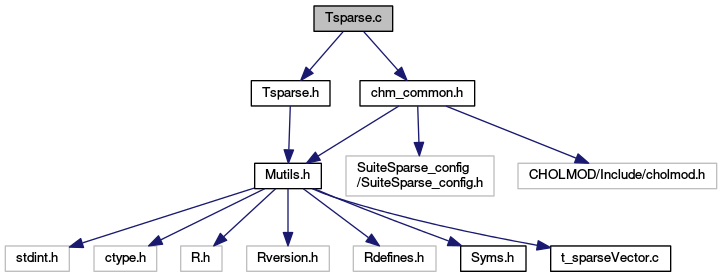 Tsparse.c
Tsparse.h
chm_common.h
Mutils.h
SuiteSparse_config
/SuiteSparse_config.h
CHOLMOD/Include/cholmod.h
stdint.h
ctype.h
R.h
Rversion.h
Rdefines.h
Syms.h
t_sparseVector.c